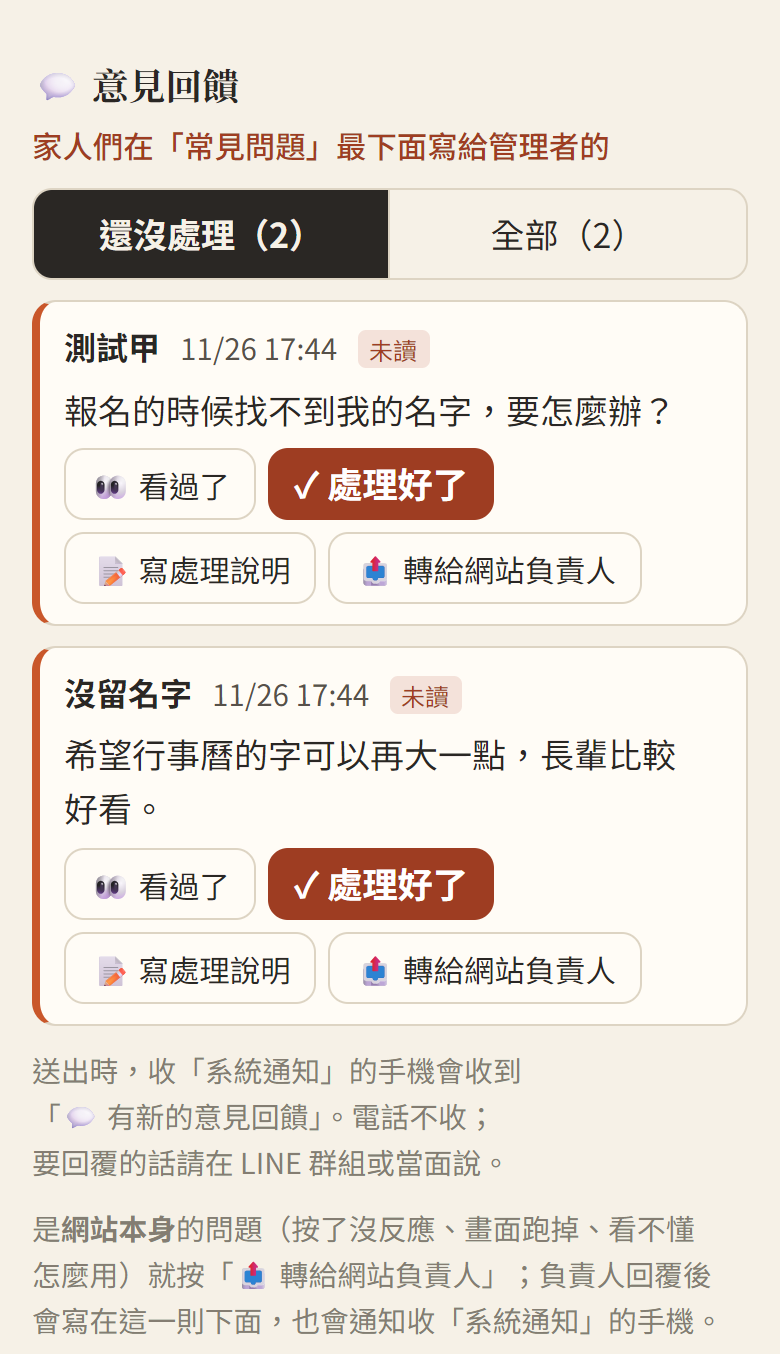 💬 意見回饋
家人們在「常見問題」最下面寫給管理者的
還沒處理（2） 全部（2）
測試甲 11/26 17:44 未讀
報名的時候找不到我的名字，要怎麼辦？
👀 看過了 ✓ 處理好了
📝 寫處理說明 📤 轉給網站負責人
沒留名字 11/26 17:44 未讀
希望行事曆的字可以再大一點，長輩比較
好看。
👀 看過了 ✓ 處理好了
📝 寫處理說明 📤 轉給網站負責人
送出時，收「系統通知」的手機會收到
「💬 有新的意見回饋」。電話不收；
要回覆的話請在 LINE 群組或當面說。
是網站本身的問題（按了沒反應、畫面跑掉、看不懂
怎麼用）就按「📤 轉給網站負責人」；負責人回覆後
會寫在這一則下面，也會通知收「系統通知」的手機。